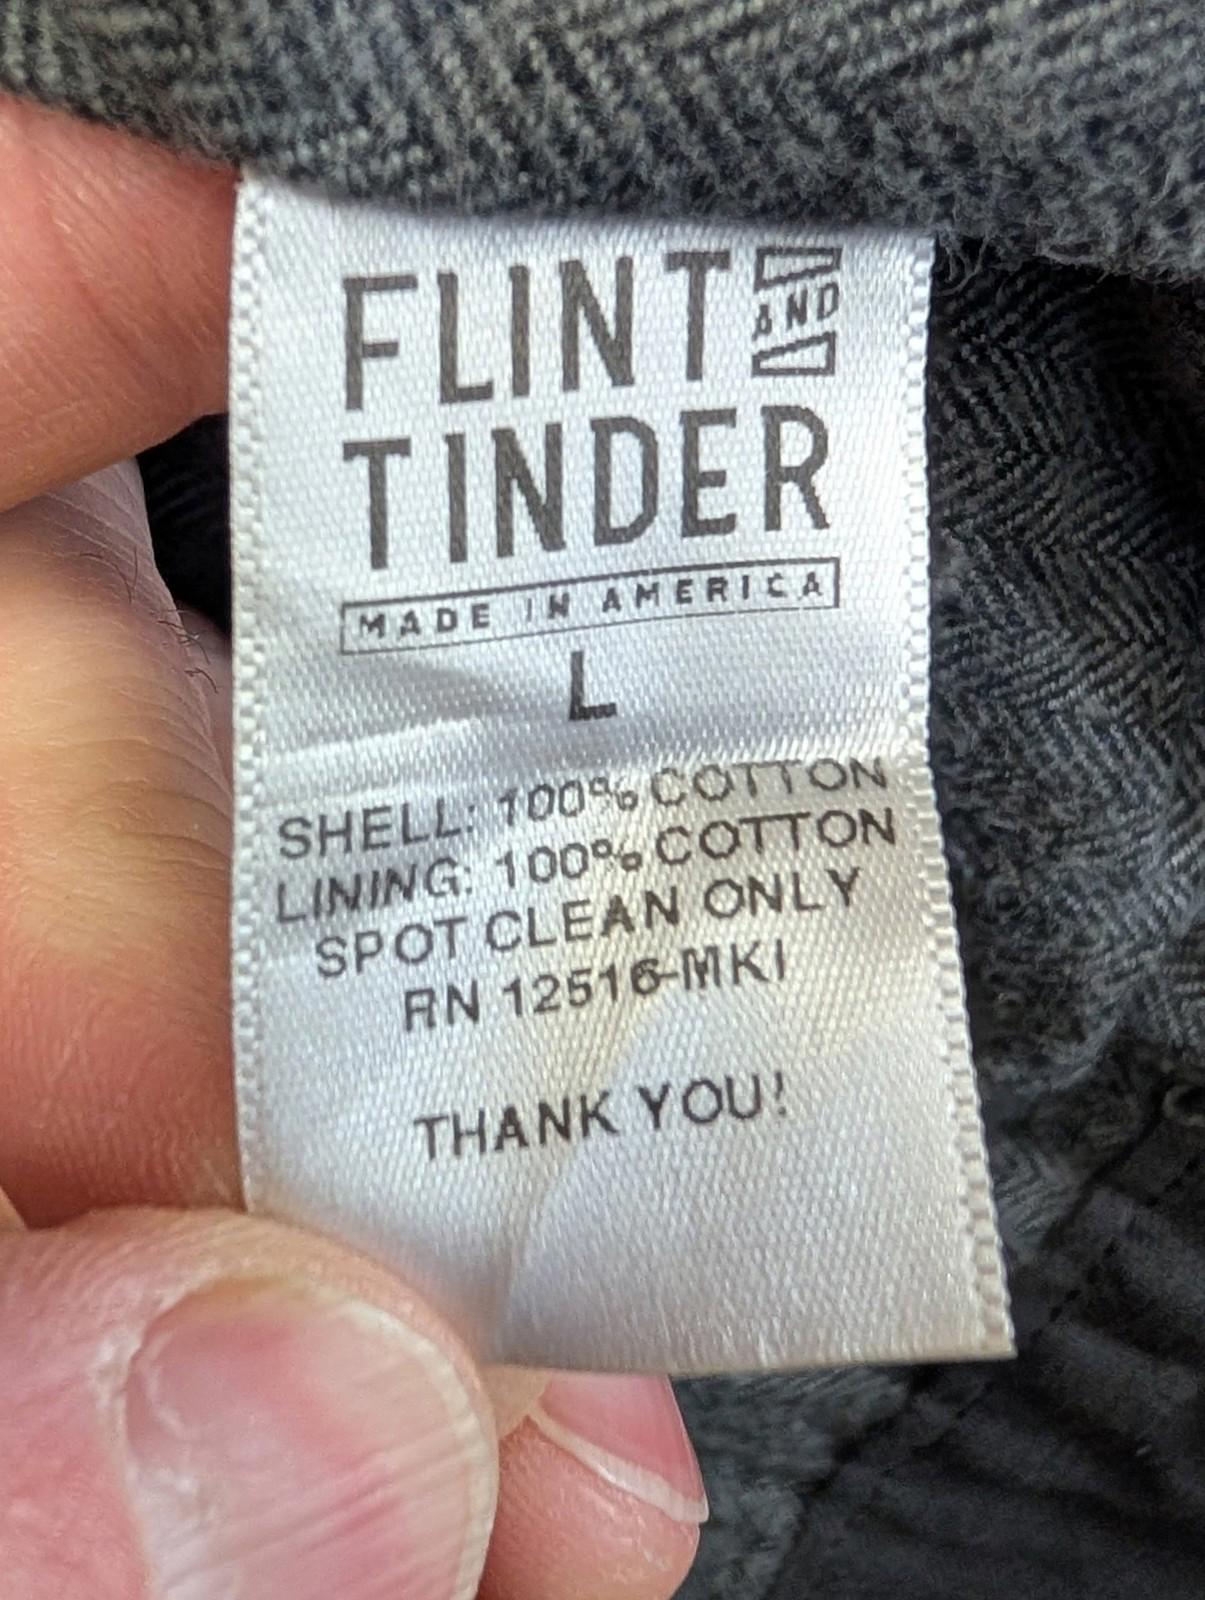 FLINT AND
TINDER
MADE IN AMERICA
L
SHELL: 100% COTTON
LINING: 100% COTTON
SPOT CLEAN ONLY
RN 12516-MKI
THANK YOU!